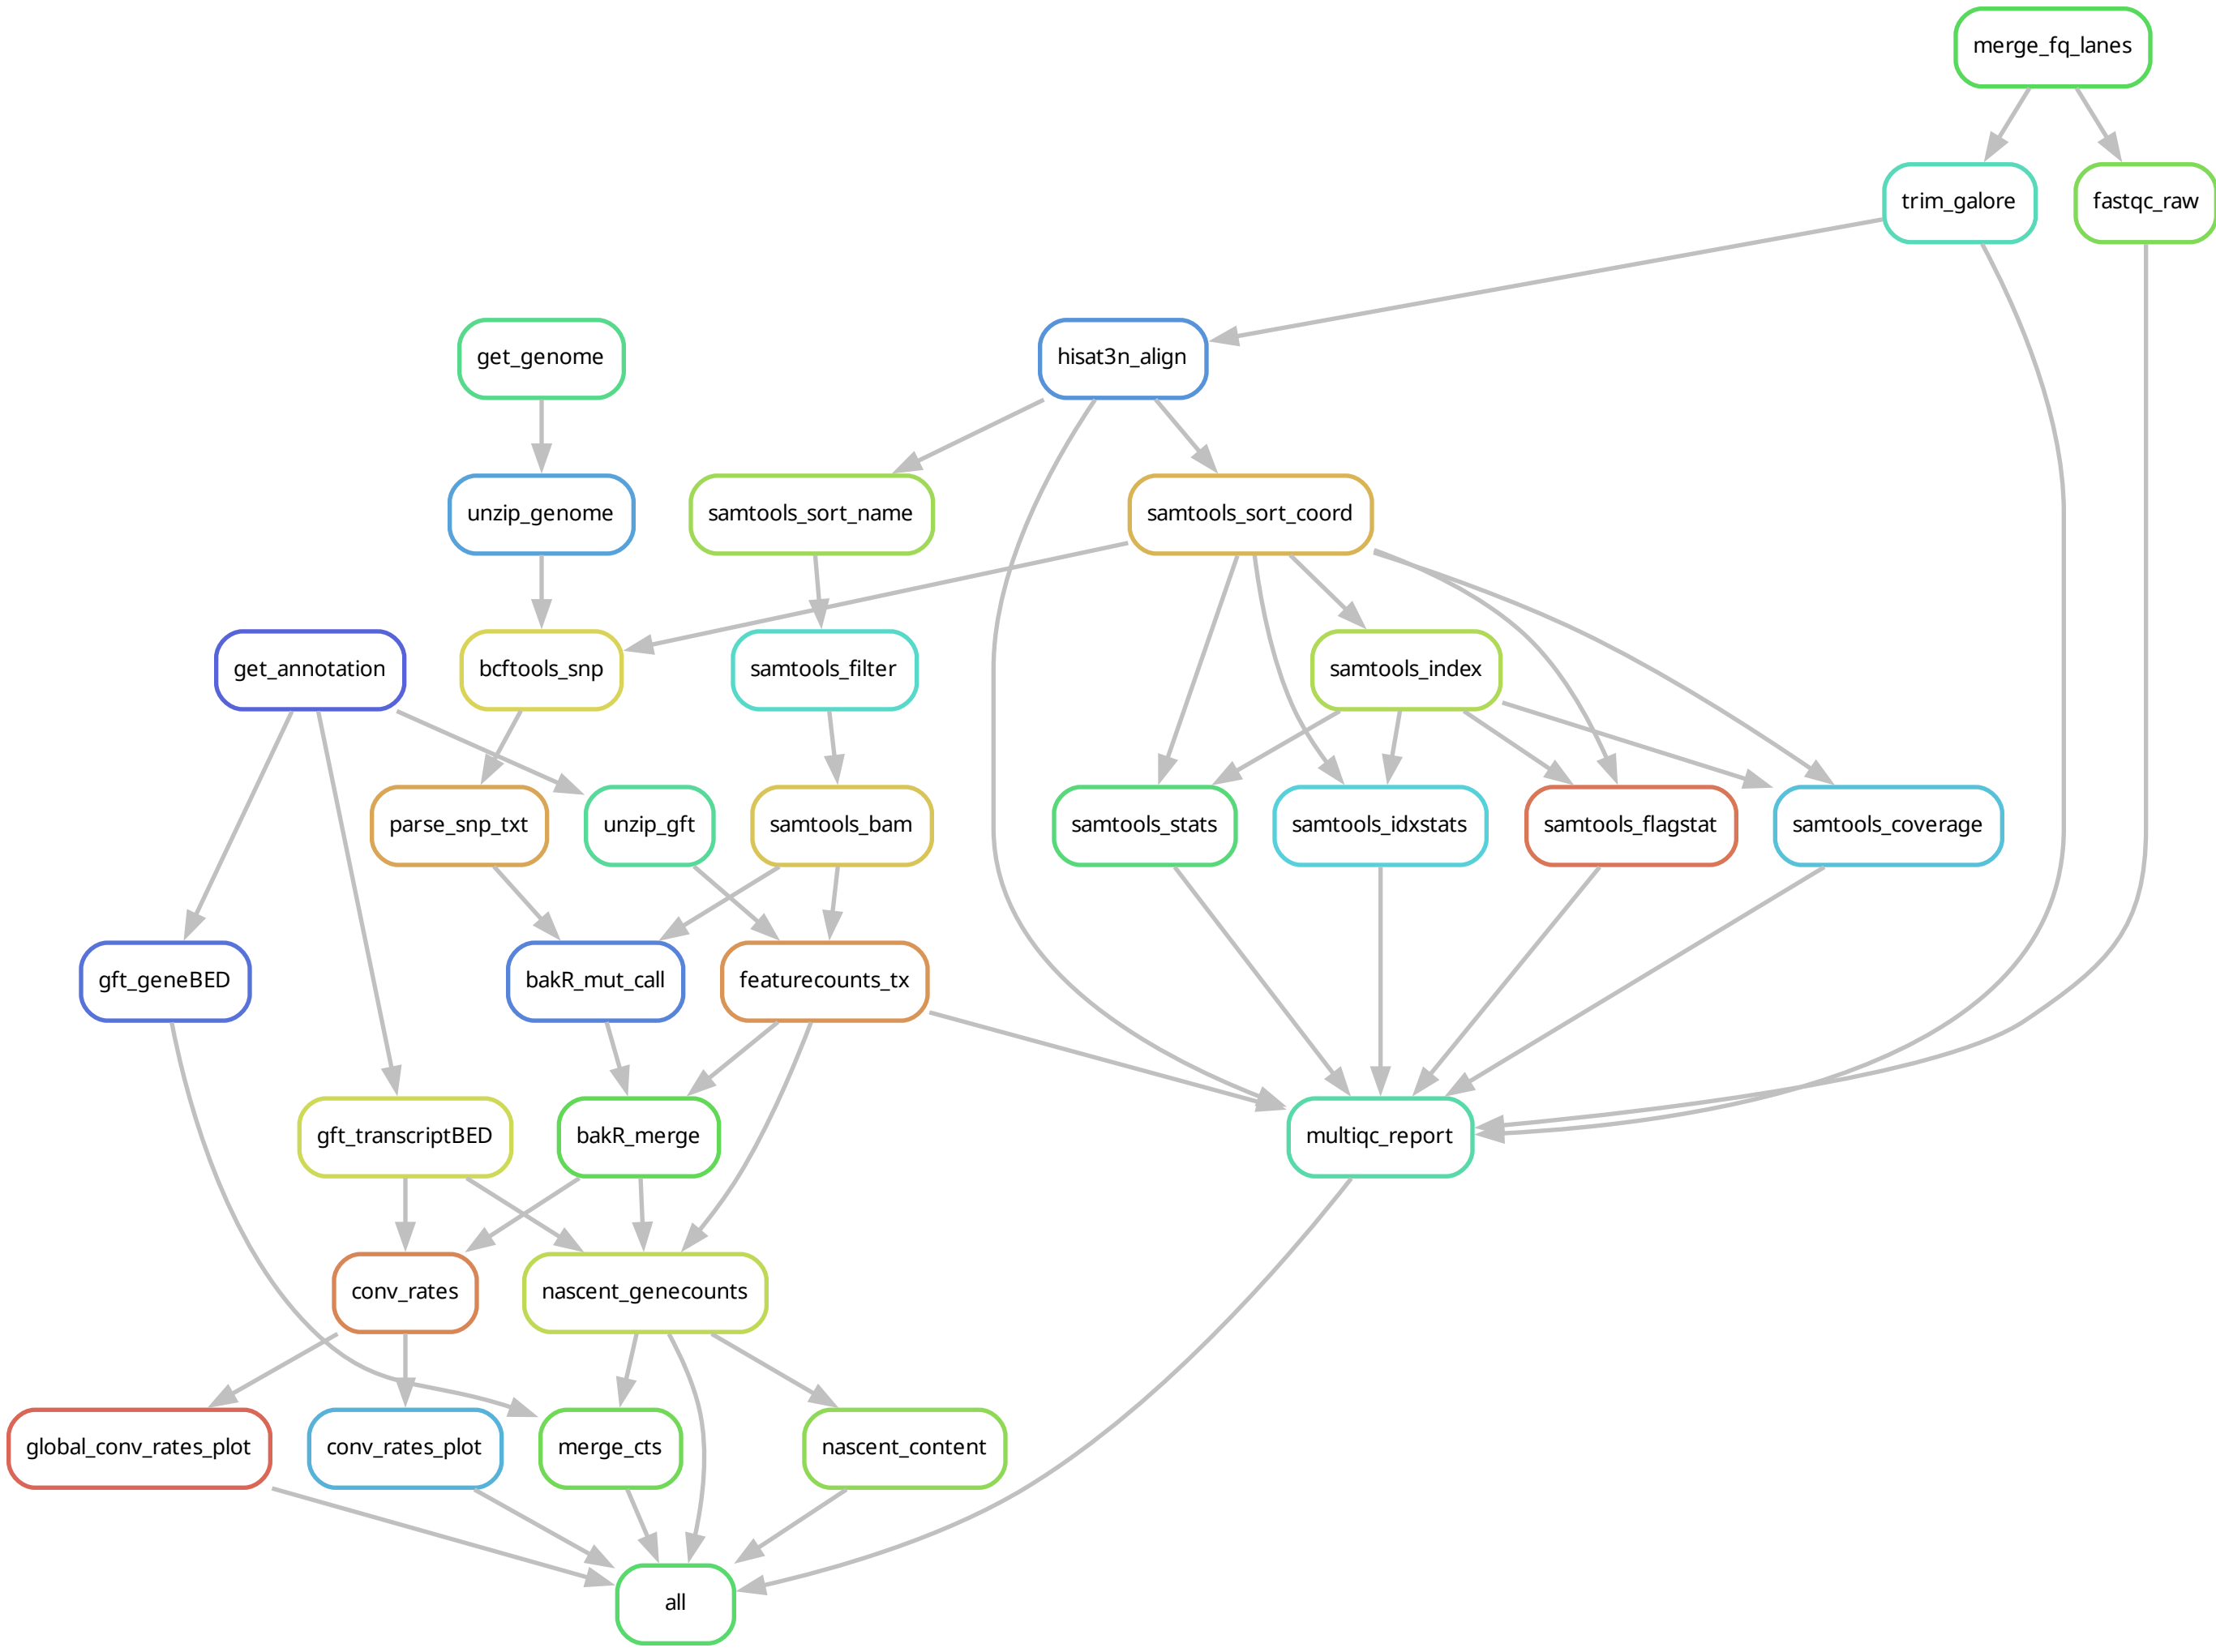 merge_fq_lanes
trim_galore
fastqc_raw
get_genome
hisat3n_align
unzip_genome
samtools_sort_name
samtools_sort_coord
get_annotation
bcftools_snp
samtools_filter
samtools_index
parse_snp_txt
unzip_gft
samtools_bam
samtools_stats
samtools_idxstats
samtools_flagstat
samtools_coverage
gft_geneBED
bakR_mut_call
featurecounts_tx
gft_transcriptBED
bakR_merge
multiqc_report
conv_rates
nascent_genecounts
global_conv_rates_plot
conv_rates_plot
merge_cts
nascent_content
all